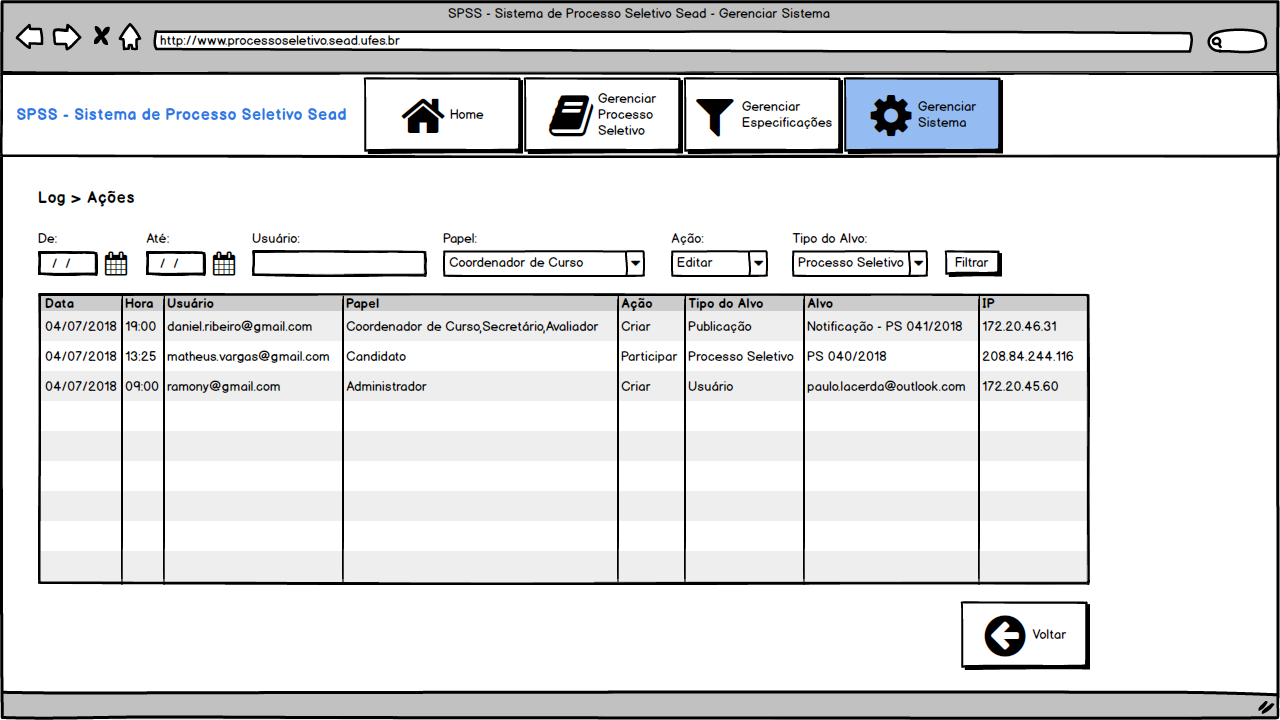 SPSS - Sistema de Processo Seletivo Sead - Gerenciar Sistema
http://www.processoseletivo.sead.ufes.br
SPSS - Sistema de Processo Seletivo Sead
Home
Gerenciar
Processo
Seletivo
Gerenciar
Especificações
Gerenciar
Sistema
Log > Ações
De: Até: Usuário: Papel: Ação: Tipo do Alvo:
/ / / / Coordenador de Curso Editar Processo Seletivo Filtrar
Data Hora Usuário Papel Ação Tipo do Alvo Alvo IP
04/07/2018 19:00 daniel.ribeiro@gmail.com Coordenador de Curso,Secretário,Avaliador Criar Publicação Notificação - PS 041/2018 172.20.46.31
04/07/2018 13:25 matheus.vargas@gmail.com Candidato Participar Processo Seletivo PS 040/2018 208.84.244.116
04/07/2018 09:00 ramony@gmail.com Administrador Criar Usuário paulo.lacerda@outlook.com 172.20.45.60
Voltar